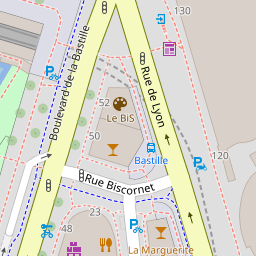 Boulevard de la Bastille
Rue de Lyon
52
Le BiS
50
Bastille
120
130
Rue Biscornet
48
La Marguerite
26